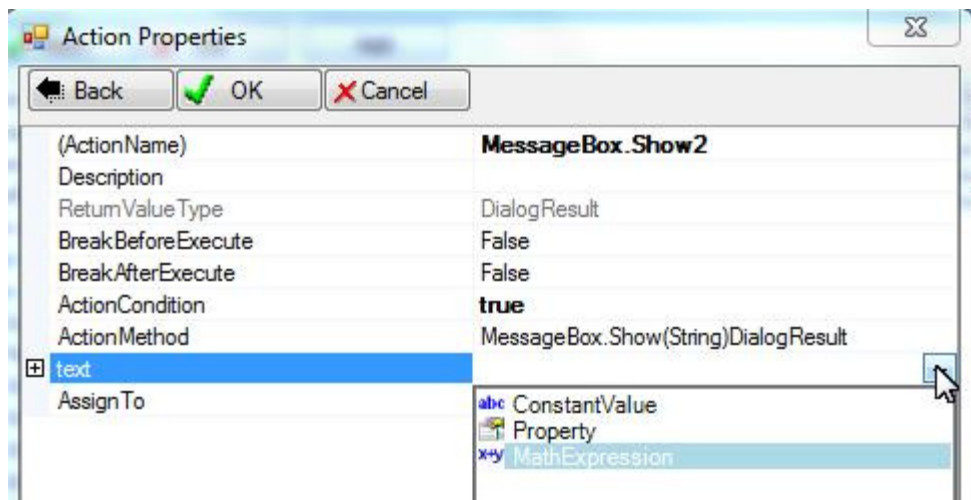 Action Properties
Back OK Cancel
(ActionName) MessageBox.Show2
Description
ReturnValueType DialogResult
BreakBeforeExecute False
BreakAfterExecute False
ActionCondition true
ActionMethod MessageBox.Show(String)DialogResult
text
AssignTo
abc ConstantValue
Property
x+y MathExpression